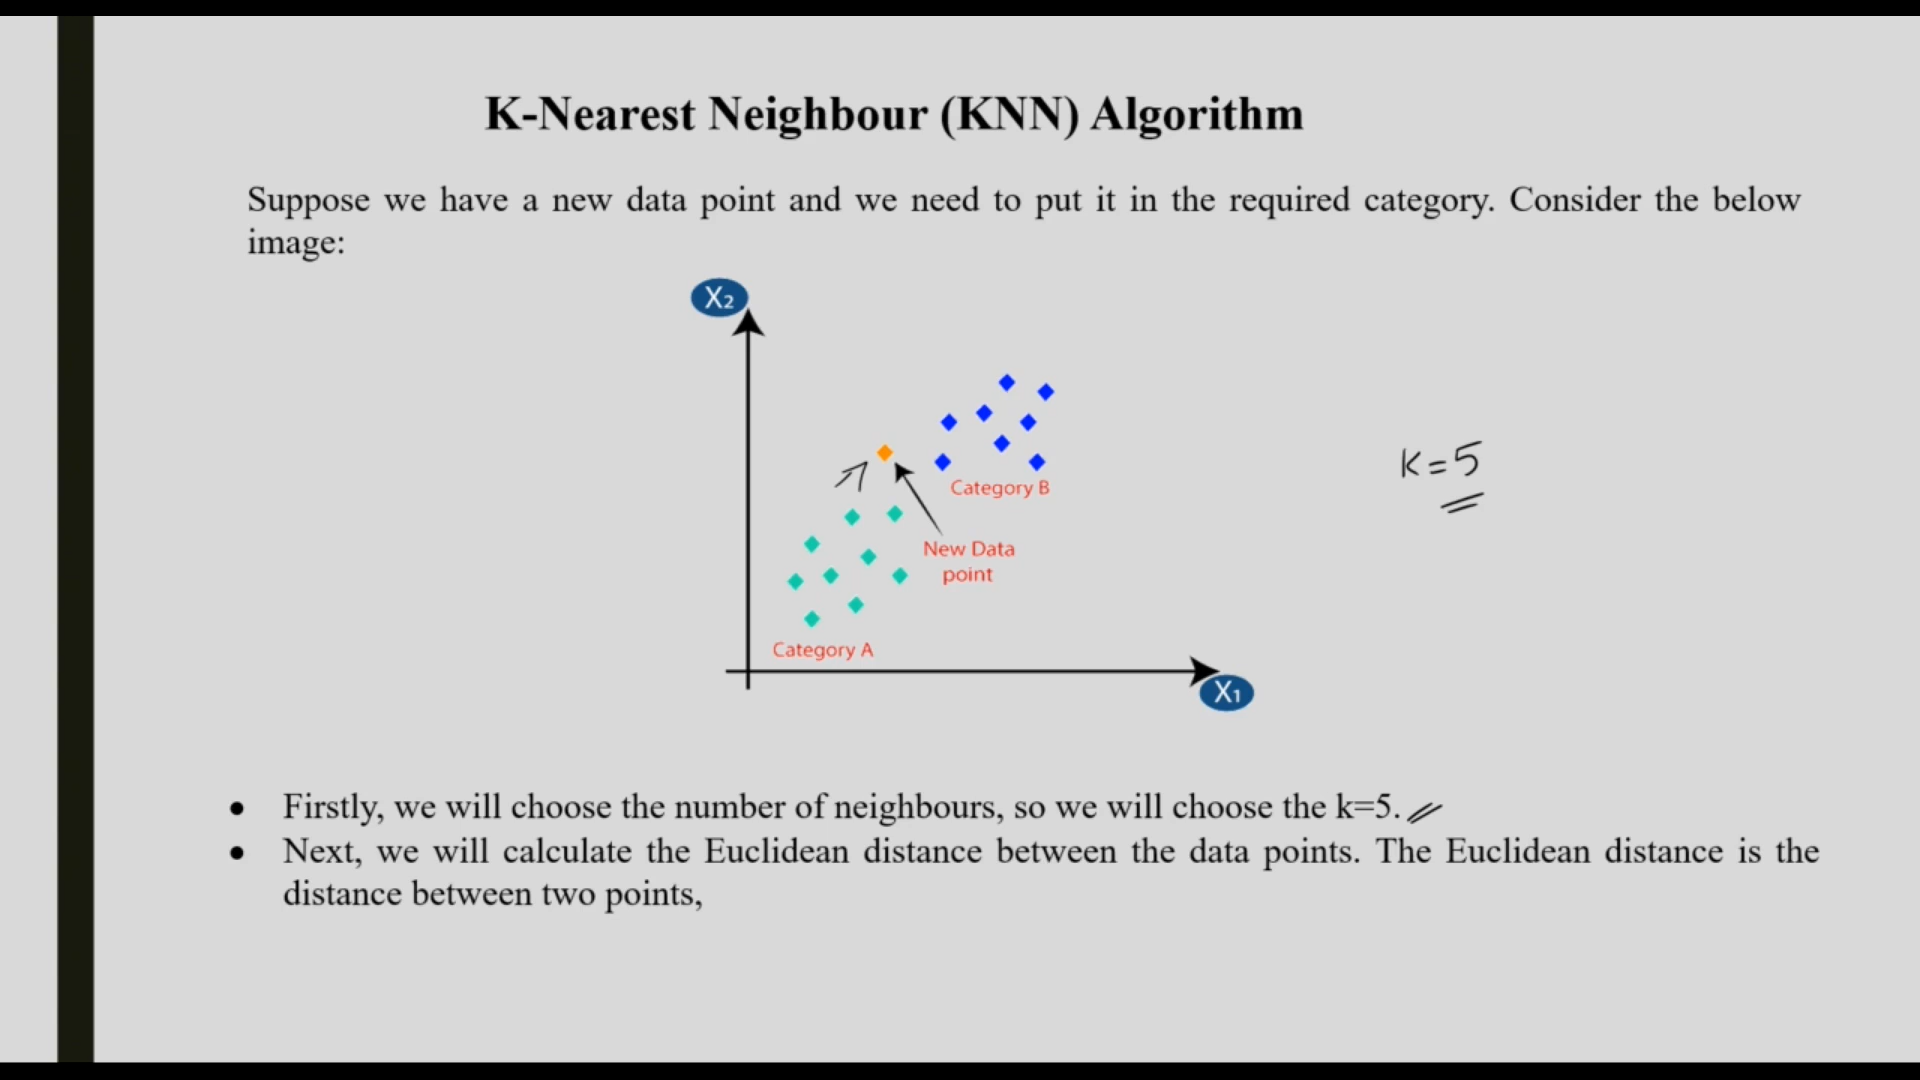 K-Nearest Neighbour (KNN) Algorithm
Suppose we have a new data point and we need to put it in the required category. Consider the below
image:
X₂
K=5
Category B
New Data
point
Category A
X₁
• Firstly, we will choose the number of neighbours, so we will choose the k=5.
• Next, we will calculate the Euclidean distance between the data points. The Euclidean distance is the
distance between two points,